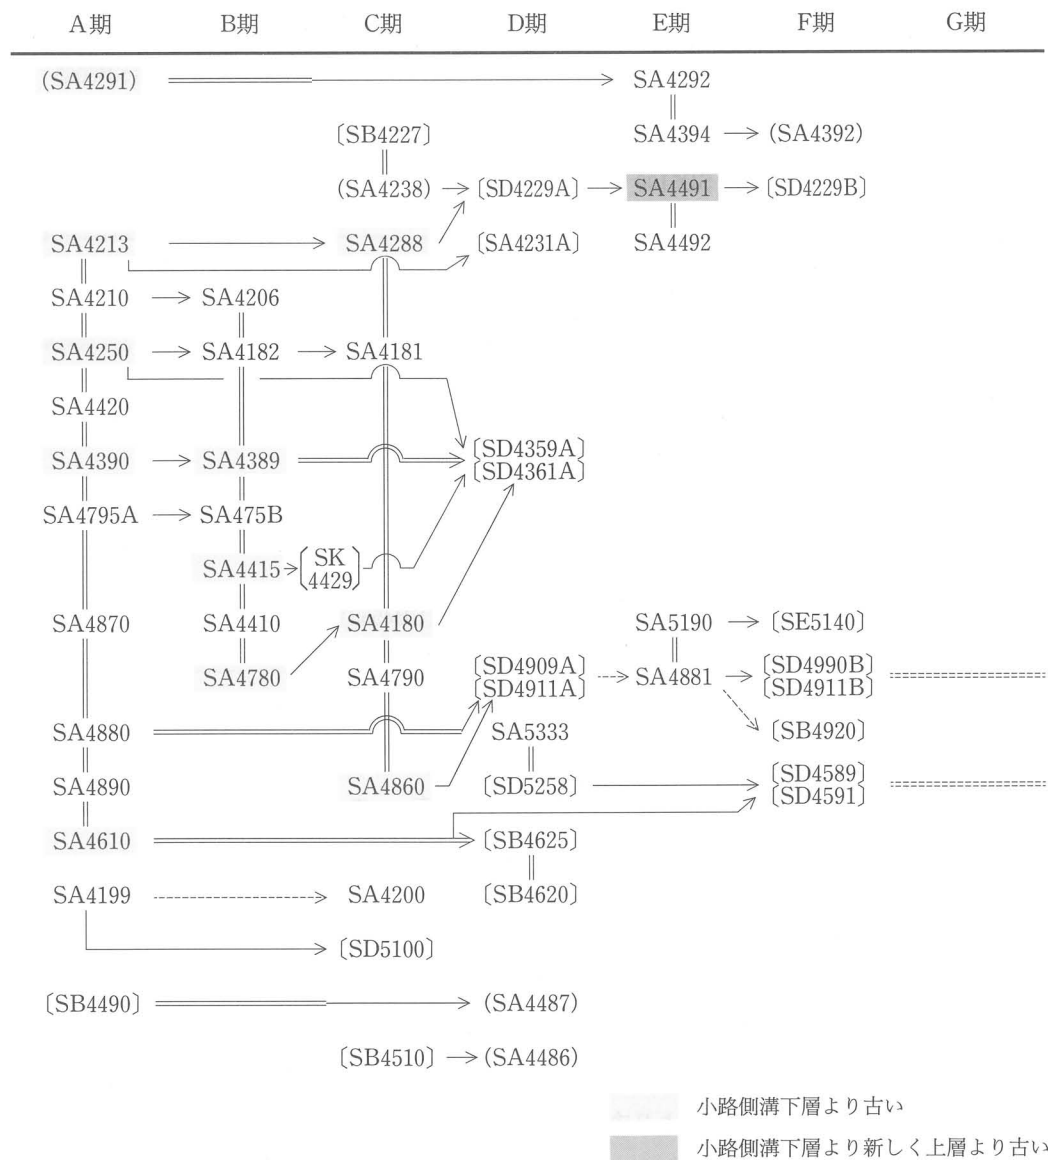 A期 B期 C期 D期 E期 F期 G期
(SA4291) SA4292
〔SB4227〕 SA4394 (SA4392)
(SA4238) 〔SD4229A〕 SA4491 〔SD4229B〕
SA4213 SA4288 〔SA4231A〕 SA4492
SA4210 SA4206
SA4250 SA4182 SA4181
SA4420
SA4390 SA4389 〔SD4359A〕
〔SD4361A〕
SA4795A SA475B
SA4415 〔SK
4429〕
SA4870 SA4410 SA4180 SA5190 〔SE5140〕
SA4780 SA4790 〔SD4909A〕
〔SD4911A〕 SA4881 〔SD4990B〕
〔SD4911B〕
SA4880 SA5333 〔SB4920〕
SA4890 SA4860 〔SD5258〕 〔SD4589〕
〔SD4591〕
SA4610 〔SB4625〕
SA4199 SA4200 〔SB4620〕
〔SD5100〕
〔SB4490〕 (SA4487)
〔SB4510〕 (SA4486)
小路側溝下層より古い
小路側溝下層より新しく上層より古い